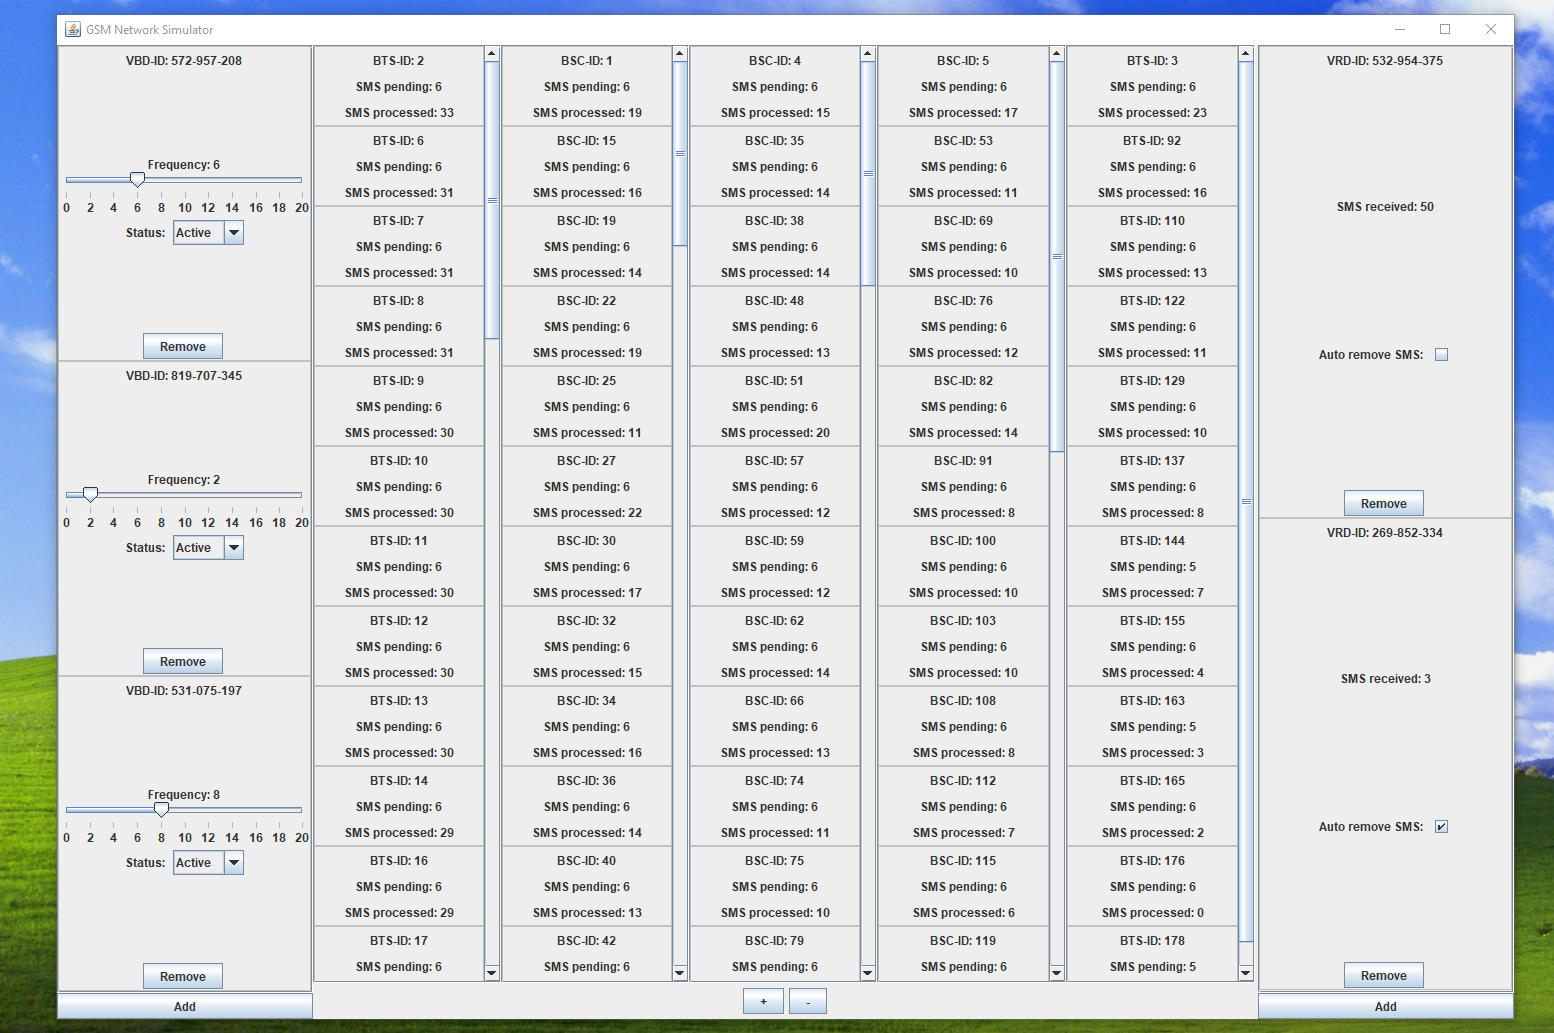 GSM Network Simulator
VBD-ID: 572-957-208
Frequency: 6
0 2 4 6 8 10 12 14 16 18 20
Status: Active
Remove
VBD-ID: 819-707-345
Frequency: 2
0 2 4 6 8 10 12 14 16 18 20
Status: Active
Remove
VBD-ID: 531-075-197
Frequency: 8
0 2 4 6 8 10 12 14 16 18 20
Status: Active
Remove
Add
BTS-ID: 2
SMS pending: 6
SMS processed: 33
BTS-ID: 6
SMS pending: 6
SMS processed: 31
BTS-ID: 7
SMS pending: 6
SMS processed: 31
BTS-ID: 8
SMS pending: 6
SMS processed: 31
BTS-ID: 9
SMS pending: 6
SMS processed: 30
BTS-ID: 10
SMS pending: 6
SMS processed: 30
BTS-ID: 11
SMS pending: 6
SMS processed: 30
BTS-ID: 12
SMS pending: 6
SMS processed: 30
BTS-ID: 13
SMS pending: 6
SMS processed: 30
BTS-ID: 14
SMS pending: 6
SMS processed: 29
BTS-ID: 16
SMS pending: 6
SMS processed: 29
BTS-ID: 17
SMS pending: 6
BSC-ID: 1
SMS pending: 6
SMS processed: 19
BSC-ID: 15
SMS pending: 6
SMS processed: 16
BSC-ID: 19
SMS pending: 6
SMS processed: 14
BSC-ID: 22
SMS pending: 6
SMS processed: 19
BSC-ID: 25
SMS pending: 6
SMS processed: 11
BSC-ID: 27
SMS pending: 6
SMS processed: 22
BSC-ID: 30
SMS pending: 6
SMS processed: 17
BSC-ID: 32
SMS pending: 6
SMS processed: 15
BSC-ID: 34
SMS pending: 6
SMS processed: 16
BSC-ID: 36
SMS pending: 6
SMS processed: 14
BSC-ID: 40
SMS pending: 6
SMS processed: 13
BSC-ID: 42
SMS pending: 6
BSC-ID: 4
SMS pending: 6
SMS processed: 15
BSC-ID: 35
SMS pending: 6
SMS processed: 14
BSC-ID: 38
SMS pending: 6
SMS processed: 14
BSC-ID: 48
SMS pending: 6
SMS processed: 13
BSC-ID: 51
SMS pending: 6
SMS processed: 20
BSC-ID: 57
SMS pending: 6
SMS processed: 12
BSC-ID: 59
SMS pending: 6
SMS processed: 12
BSC-ID: 62
SMS pending: 6
SMS processed: 14
BSC-ID: 66
SMS pending: 6
SMS processed: 13
BSC-ID: 74
SMS pending: 6
SMS processed: 11
BSC-ID: 75
SMS pending: 6
SMS processed: 10
BSC-ID: 79
SMS pending: 6
BSC-ID: 5
SMS pending: 6
SMS processed: 17
BSC-ID: 53
SMS pending: 6
SMS processed: 11
BSC-ID: 69
SMS pending: 6
SMS processed: 10
BSC-ID: 76
SMS pending: 6
SMS processed: 12
BSC-ID: 82
SMS pending: 6
SMS processed: 14
BSC-ID: 91
SMS pending: 6
SMS processed: 8
BSC-ID: 100
SMS pending: 6
SMS processed: 10
BSC-ID: 103
SMS pending: 6
SMS processed: 10
BSC-ID: 108
SMS pending: 6
SMS processed: 8
BSC-ID: 112
SMS pending: 6
SMS processed: 7
BSC-ID: 115
SMS pending: 6
SMS processed: 6
BSC-ID: 119
SMS pending: 6
BTS-ID: 3
SMS pending: 6
SMS processed: 23
BTS-ID: 92
SMS pending: 6
SMS processed: 16
BTS-ID: 110
SMS pending: 6
SMS processed: 13
BTS-ID: 122
SMS pending: 6
SMS processed: 11
BTS-ID: 129
SMS pending: 6
SMS processed: 10
BTS-ID: 137
SMS pending: 6
SMS processed: 8
BTS-ID: 144
SMS pending: 5
SMS processed: 7
BTS-ID: 155
SMS pending: 6
SMS processed: 4
BTS-ID: 163
SMS pending: 5
SMS processed: 3
BTS-ID: 165
SMS pending: 6
SMS processed: 2
BTS-ID: 176
SMS pending: 6
SMS processed: 0
BTS-ID: 178
SMS pending: 5
+ -
VRD-ID: 532-954-375
SMS received: 50
Auto remove SMS:
Remove
VRD-ID: 269-852-334
SMS received: 3
Auto remove SMS:
Remove
Add